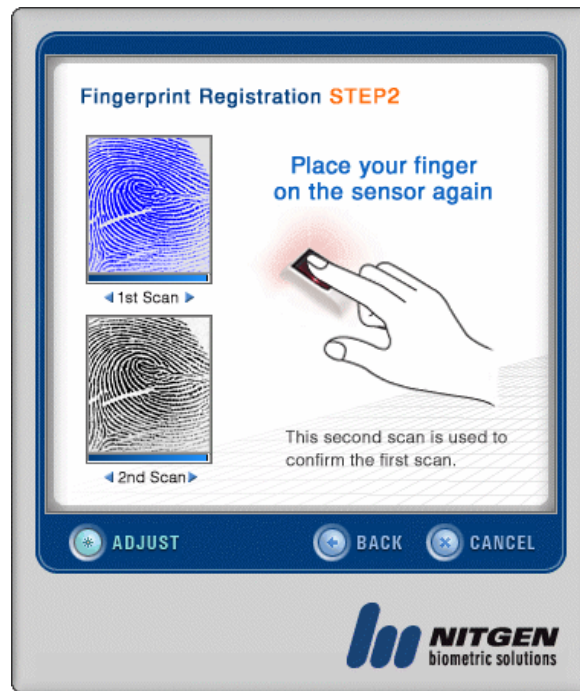 Fingerprint Registration STEP2
Place your finger
on the sensor again
1st Scan
2nd Scan
This second scan is used to
confirm the first scan.
ADJUST
BACK
CANCEL
NITGEN
biometric solutions